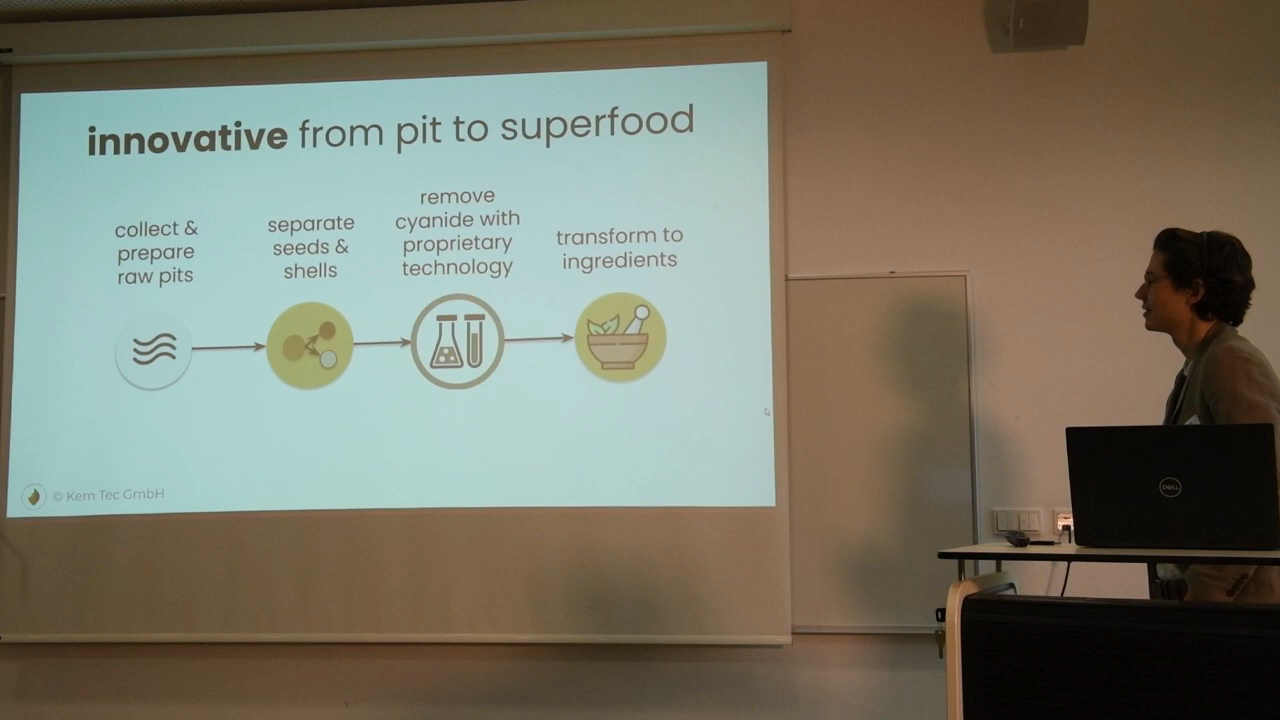 innovative from pit to superfood
collect &
prepare
raw pits
separate
seeds &
shells
remove
cyanide with
proprietary
technology
transform to
ingredients
© Kern Tec GmbH
DELL